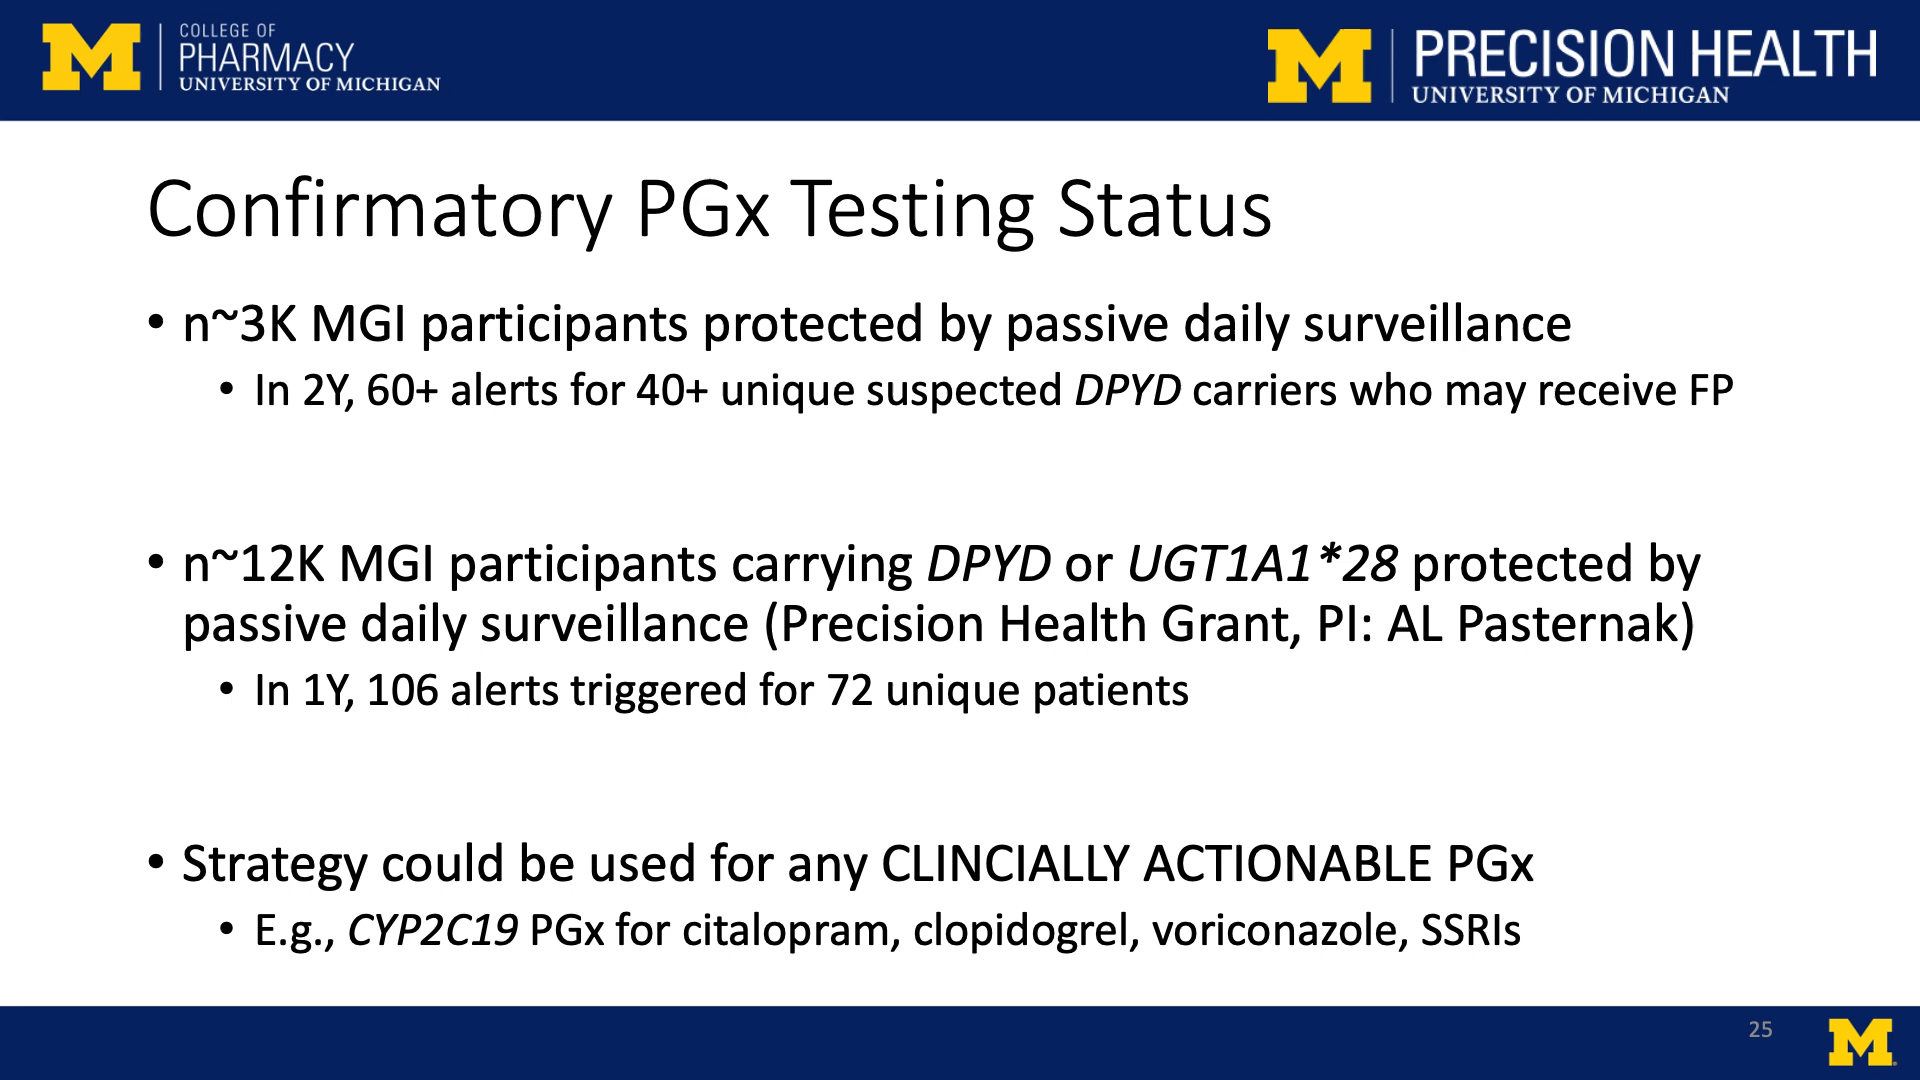 COLLEGE OF
PHARMACY
UNIVERSITY OF MICHIGAN
PRECISION HEALTH
UNIVERSITY OF MICHIGAN
Confirmatory PGx Testing Status
• n~3K MGI participants protected by passive daily surveillance
• In 2Y, 60+ alerts for 40+ unique suspected DPYD carriers who may receive FP
• n~12K MGI participants carrying DPYD or UGT1A1*28 protected by
passive daily surveillance (Precision Health Grant, PI: AL Pasternak)
• In 1Y, 106 alerts triggered for 72 unique patients
• Strategy could be used for any CLINCIALLY ACTIONABLE PGx
• E.g., CYP2C19 PGx for citalopram, clopidogrel, voriconazole, SSRIs
25